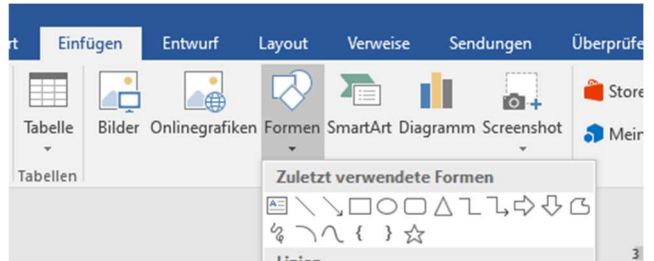 rt Einfügen Entwurf Layout Verweise Sendungen Überprüfe
Tabelle Bilder Onlinegrafiken Formen SmartArt Diagramm Screenshot Store
Mein
Tabellen
Zuletzt verwendete Formen
Linien
3